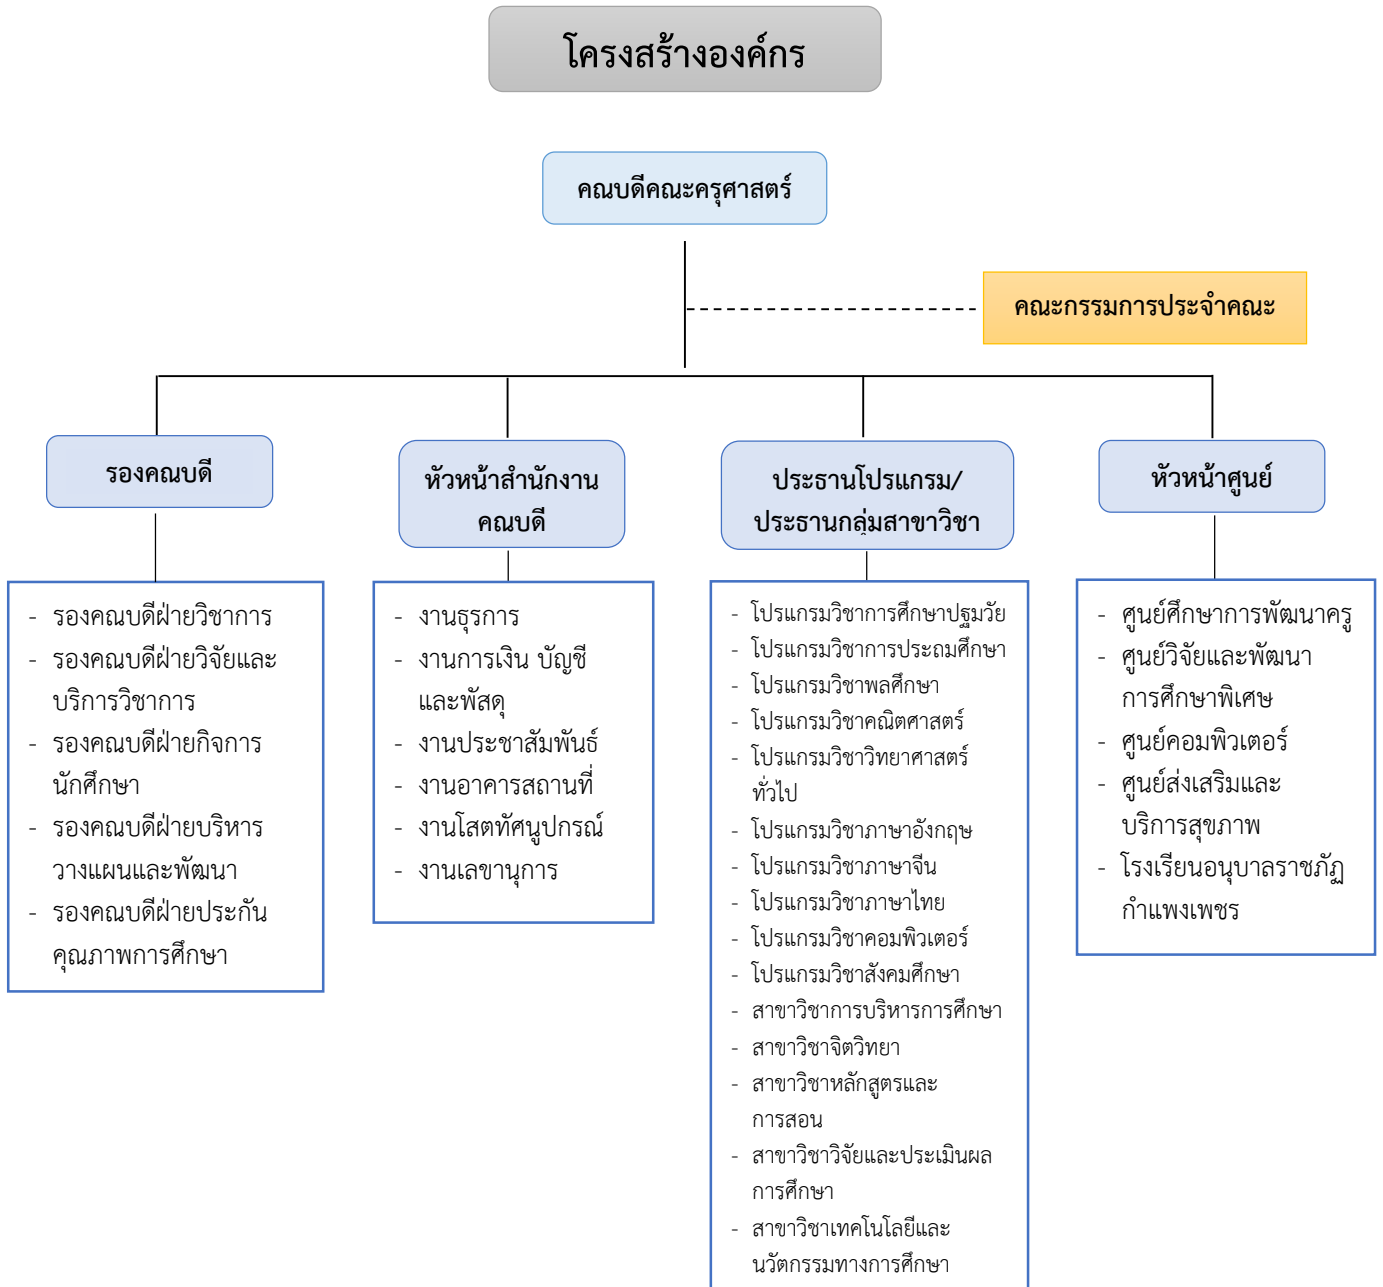 โครงสร้างองค์กร
คณบดีคณะครุศาสตร์
คณะกรรมการประจำคณะ
รองคณบดี
- รองคณบดีฝ่ายวิชาการ
- รองคณบดีฝ่ายวิจัยและ
บริการวิชาการ
- รองคณบดีฝ่ายกิจการ
นักศึกษา
- รองคณบดีฝ่ายบริหาร
วางแผนและพัฒนา
- รองคณบดีฝ่ายประกัน
คุณภาพการศึกษา
หัวหน้าสำนักงาน
คณบดี
- งานธุรการ
- งานการเงิน บัญชี
และพัสดุ
- งานประชาสัมพันธ์
- งานอาคารสถานที่
- งานโสตทัศนูปกรณ์
- งานเลขานุการ
ประธานโปรแกรม/
ประธานกลุ่มสาขาวิชา
- โปรแกรมวิชาการศึกษาปฐมวัย
- โปรแกรมวิชาการประถมศึกษา
- โปรแกรมวิชาพลศึกษา
- โปรแกรมวิชาคณิตศาสตร์
- โปรแกรมวิชาวิทยาศาสตร์
ทั่วไป
- โปรแกรมวิชาภาษาอังกฤษ
- โปรแกรมวิชาภาษาจีน
- โปรแกรมวิชาภาษาไทย
- โปรแกรมวิชาคอมพิวเตอร์
- โปรแกรมวิชาสังคมศึกษา
- สาขาวิชาการบริหารการศึกษา
- สาขาวิชาจิตวิทยา
- สาขาวิชาหลักสูตรและ
การสอน
- สาขาวิชาวิจัยและประเมินผล
การศึกษา
- สาขาวิชาเทคโนโลยีและ
นวัตกรรมทางการศึกษา
หัวหน้าศูนย์
- ศูนย์ศึกษาการพัฒนาครู
- ศูนย์วิจัยและพัฒนา
การศึกษาพิเศษ
- ศูนย์คอมพิวเตอร์
- ศูนย์ส่งเสริมและ
บริการสุขภาพ
- โรงเรียนอนุบาลราชภัฏ
กำแพงเพชร